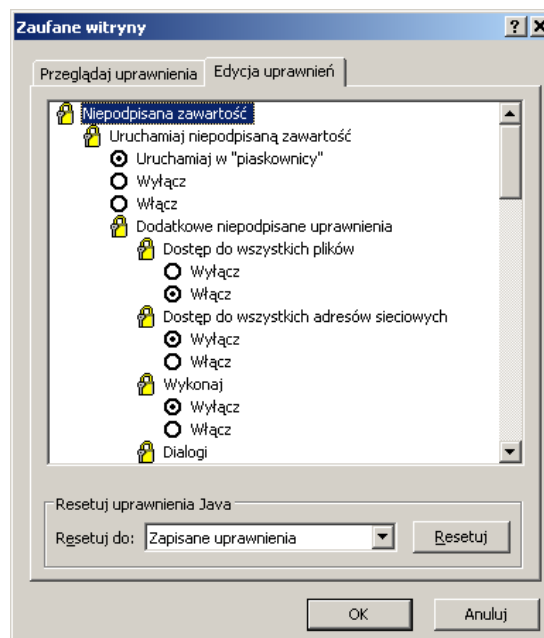 Zaufane witryny
Przeglądaj uprawnienia Edycja uprawnień
Niepodpisana zawartość
Uruchamiaj niepodpisaną zawartość
Uruchamiaj w "piaskownicy"
Wyłącz
Włącz
Dodatkowe niepodpisane uprawnienia
Dostęp do wszystkich plików
Wyłącz
Włącz
Dostęp do wszystkich adresów sieciowych
Wyłącz
Włącz
Wykonaj
Wyłącz
Włącz
Dialogi
Resetuj uprawnienia Java
Resetuj do: Zapisane uprawnienia Resetuj
OK Anuluj